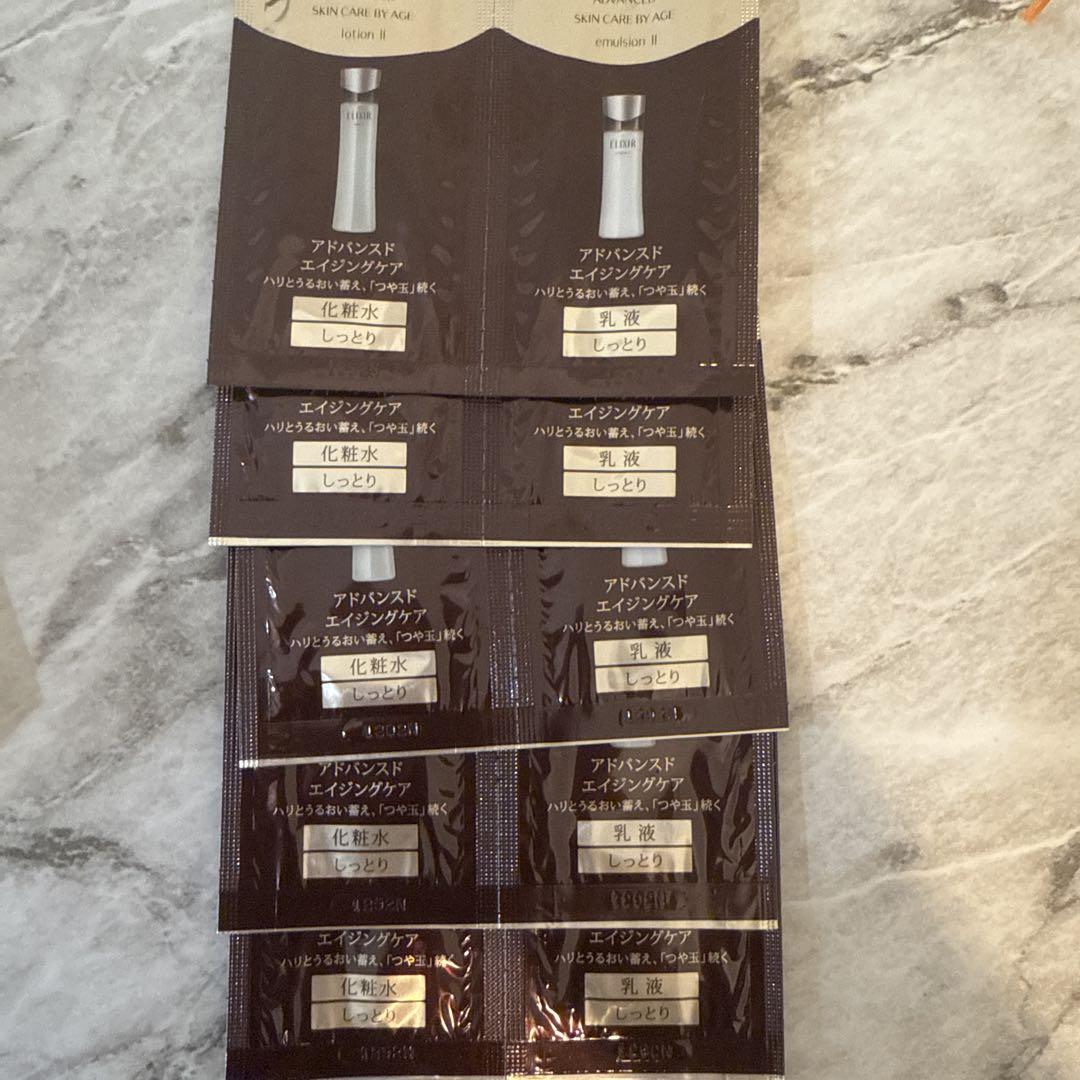 SKIN CARE BY AGE
lotion II
ADVANCED
SKIN CARE BY AGE
emulsion II
ELIXIR
ELIXIR
アドバンスド
エイジングケア
ハリとうるおい蓄え、「つや玉」続く
化粧水
しっとり
アドバンスド
エイジングケア
ハリとうるおい蓄え、「つや玉」続く
乳液
しっとり
エイジングケア
ハリとうるおい蓄え、「つや玉」続く
化粧水
しっとり
エイジングケア
ハリとうるおい蓄え、「つや玉」続く
乳液
しっとり
アドバンスド
エイジングケア
ハリとうるおい蓄え、「つや玉」続く
化粧水
しっとり
アドバンスド
エイジングケア
ハリとうるおい蓄え、「つや玉」続く
乳液
しっとり
アドバンスド
エイジングケア
ハリとうるおい蓄え、「つや玉」続く
化粧水
しっとり
アドバンスド
エイジングケア
ハリとうるおい蓄え、「つや玉」続く
乳液
しっとり
エイジングケア
ハリとうるおい蓄え、「つや玉」続く
化粧水
しっとり
エイジングケア
ハリとうるおい蓄え、「つや玉」続く
乳液
しっとり